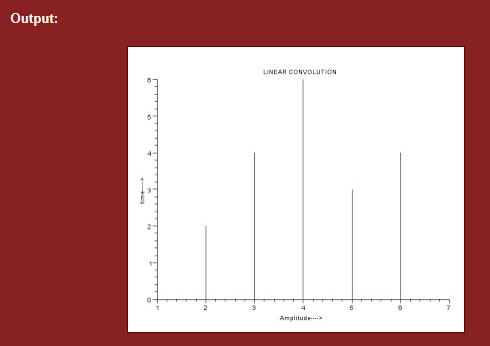 Output:
LINEAR CONVOLUTION
6
5
4
3
2
1
0
time---->
1 2 3 4 5 6 7
Amplitude---->